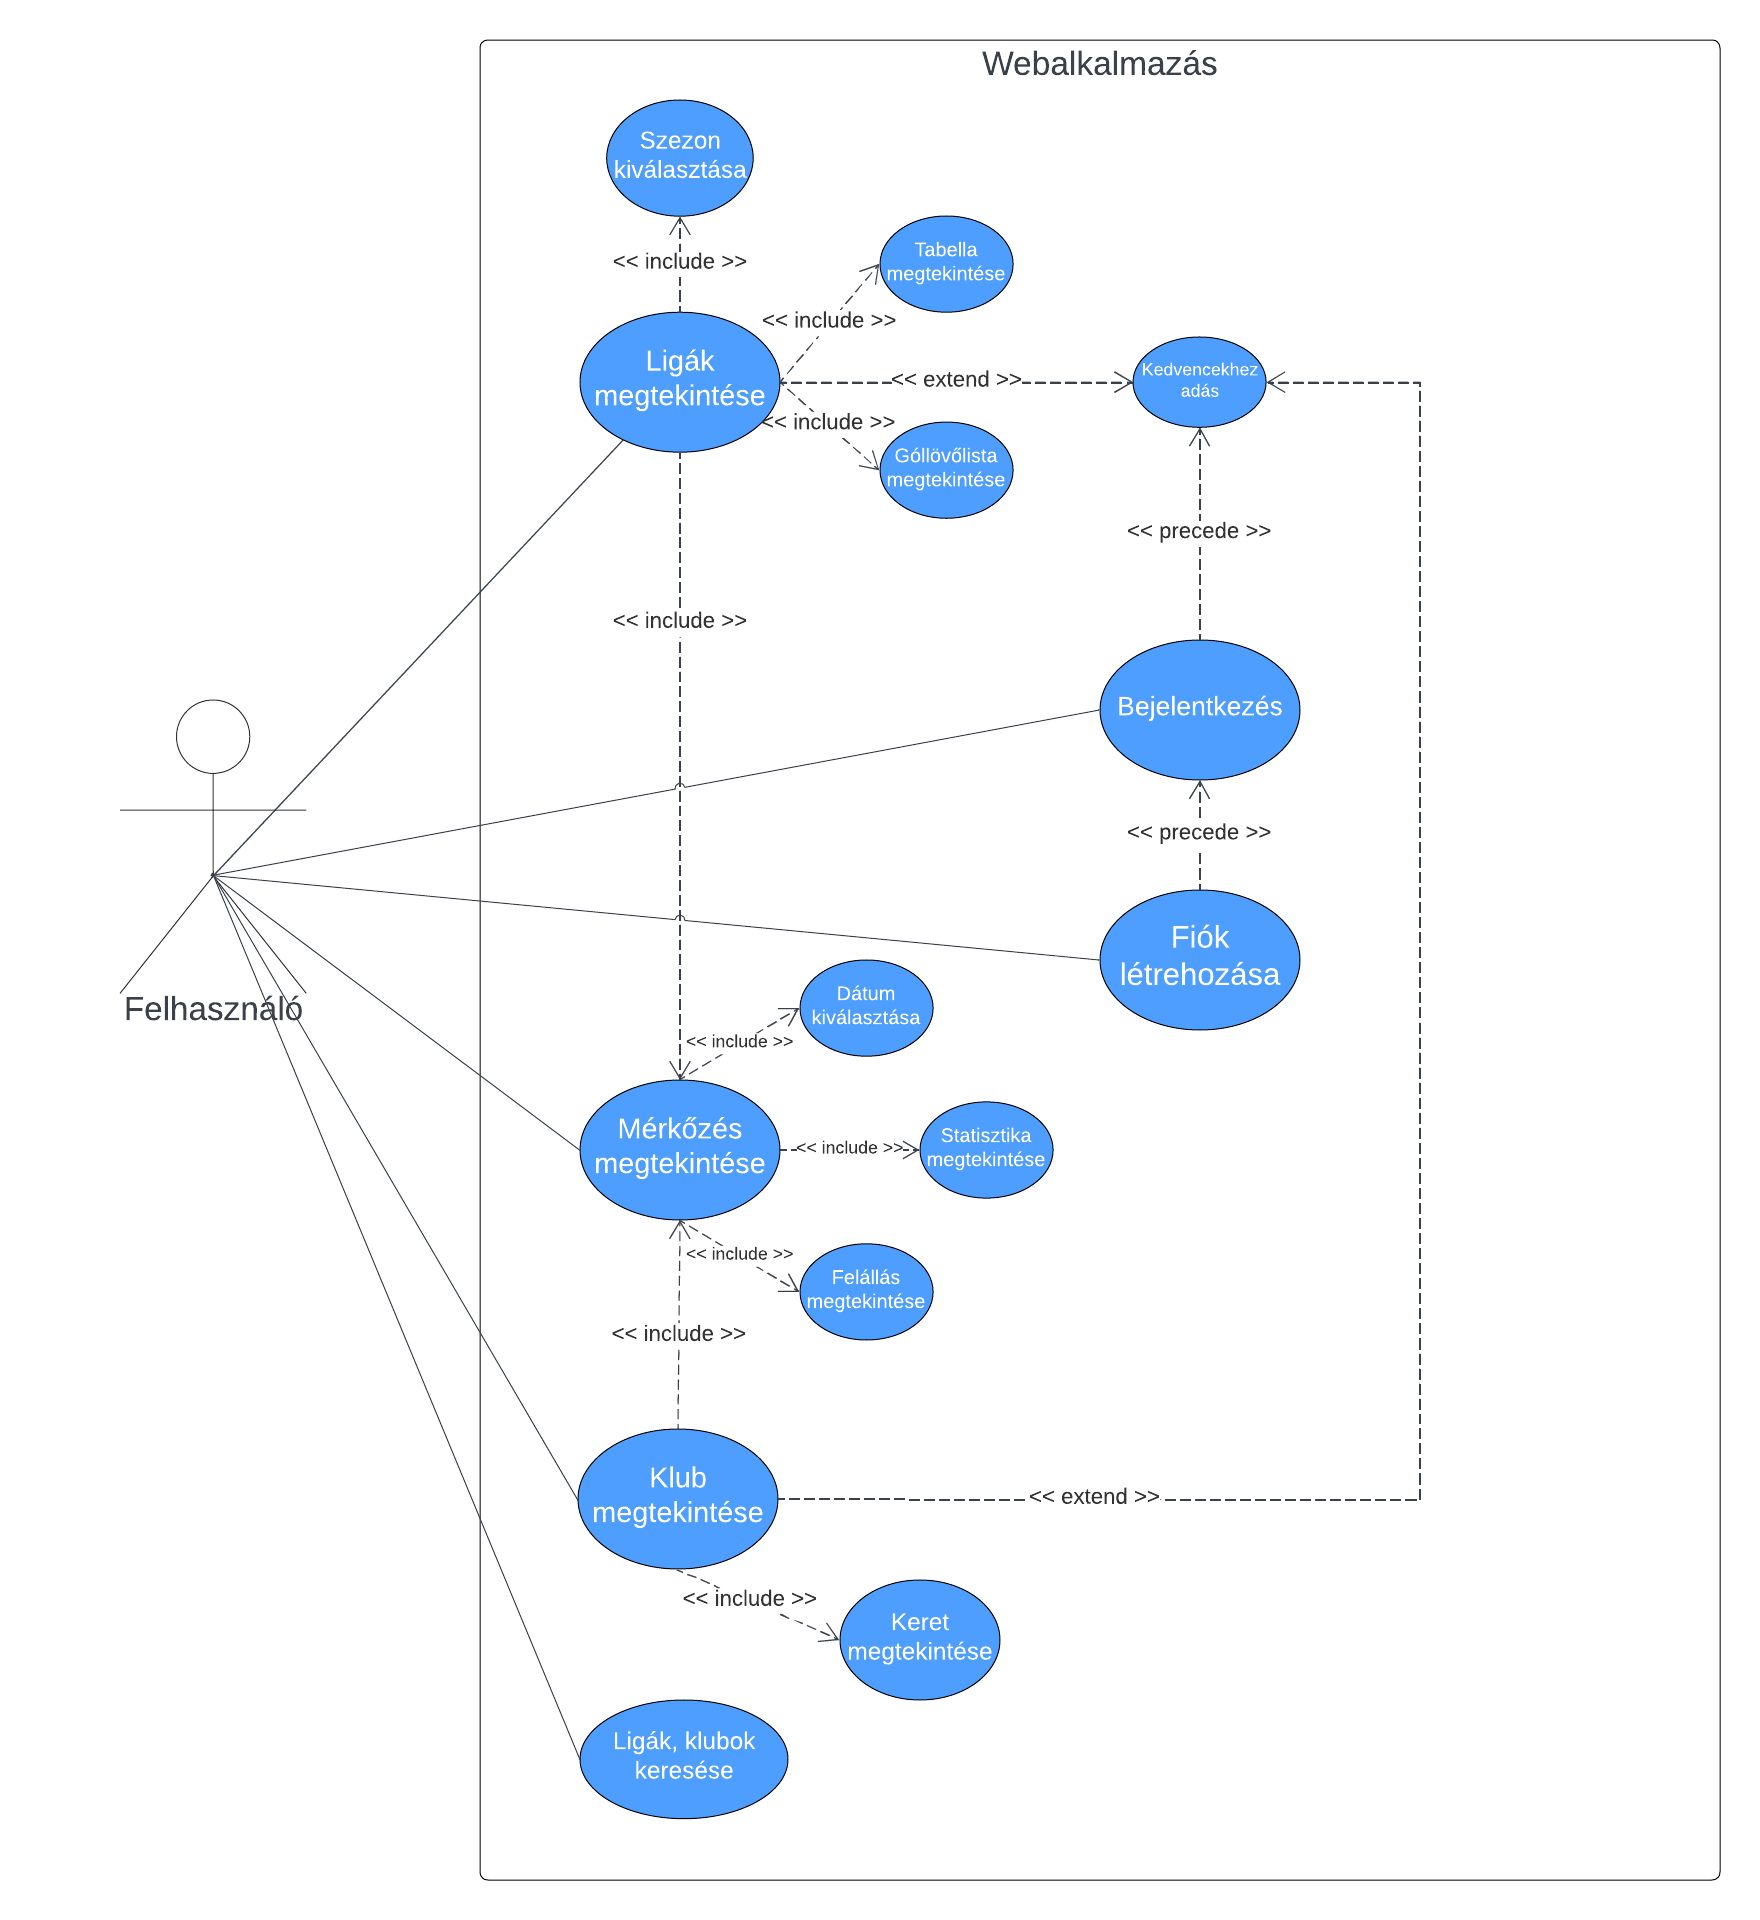 Webalkalmazás
Szezon
kiválasztása
<< include >>
Tabella
megtekintése
<< include >>
Ligák
megtekintése
<< extend >>
Kedvencekhez
adás
<< include >>
Góllövőlista
megtekintése
<< precede >>
<< include >>
Bejelentkezés
<< precede >>
Fiók
létrehozása
Felhasználó
Dátum
kiválasztása
<< include >>
Mérkőzés
megtekintése
<< include >>
Statisztika
megtekintése
<< include >>
Felállás
megtekintése
<< include >>
Klub
megtekintése
<< extend >>
<< include >>
Keret
megtekintése
Ligák, klubok
keresése